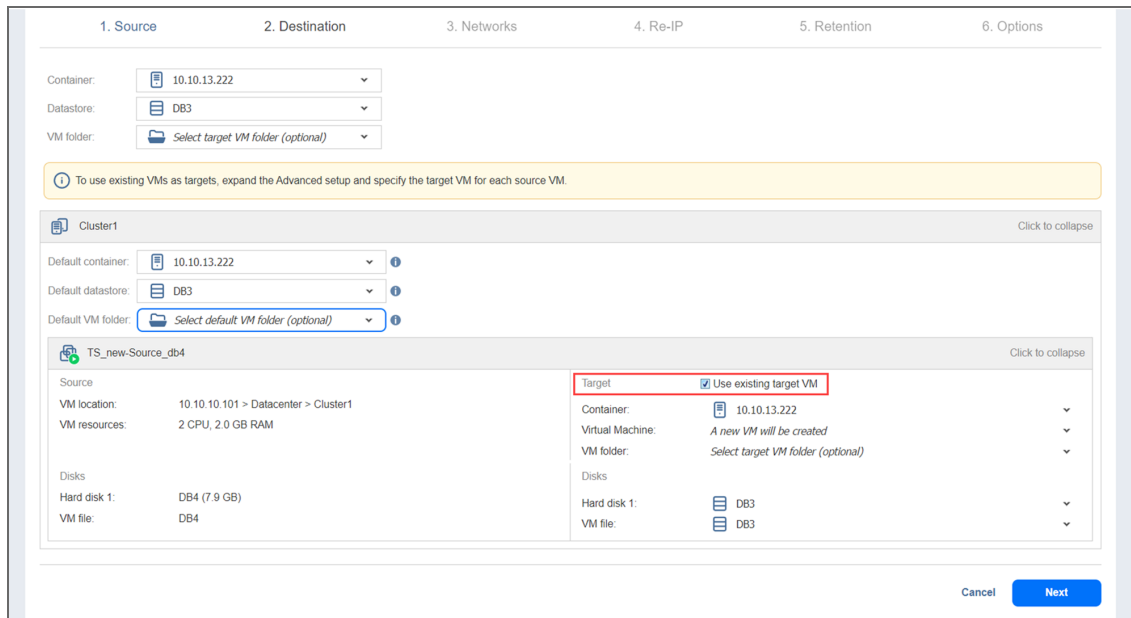 1. Source 2. Destination 3. Networks 4. Re-IP 5. Retention 6. Options
Container: 10.10.13.222
Datastore: DB3
VM folder: Select target VM folder (optional)
To use existing VMs as targets, expand the Advanced setup and specify the target VM for each source VM.
Cluster1 Click to collapse
Default container: 10.10.13.222
Default datastore: DB3
Default VM folder: Select default VM folder (optional)
TS_new-Source_db4 Click to collapse
Source
VM location: 10.10.10.101 > Datacenter > Cluster1
VM resources: 2 CPU, 2.0 GB RAM
Disks
Hard disk 1: DB4 (7.9 GB)
VM file: DB4
Target Use existing target VM
Container: 10.10.13.222
Virtual Machine: A new VM will be created
VM folder: Select target VM folder (optional)
Disks
Hard disk 1: DB3
VM file: DB3
Cancel Next